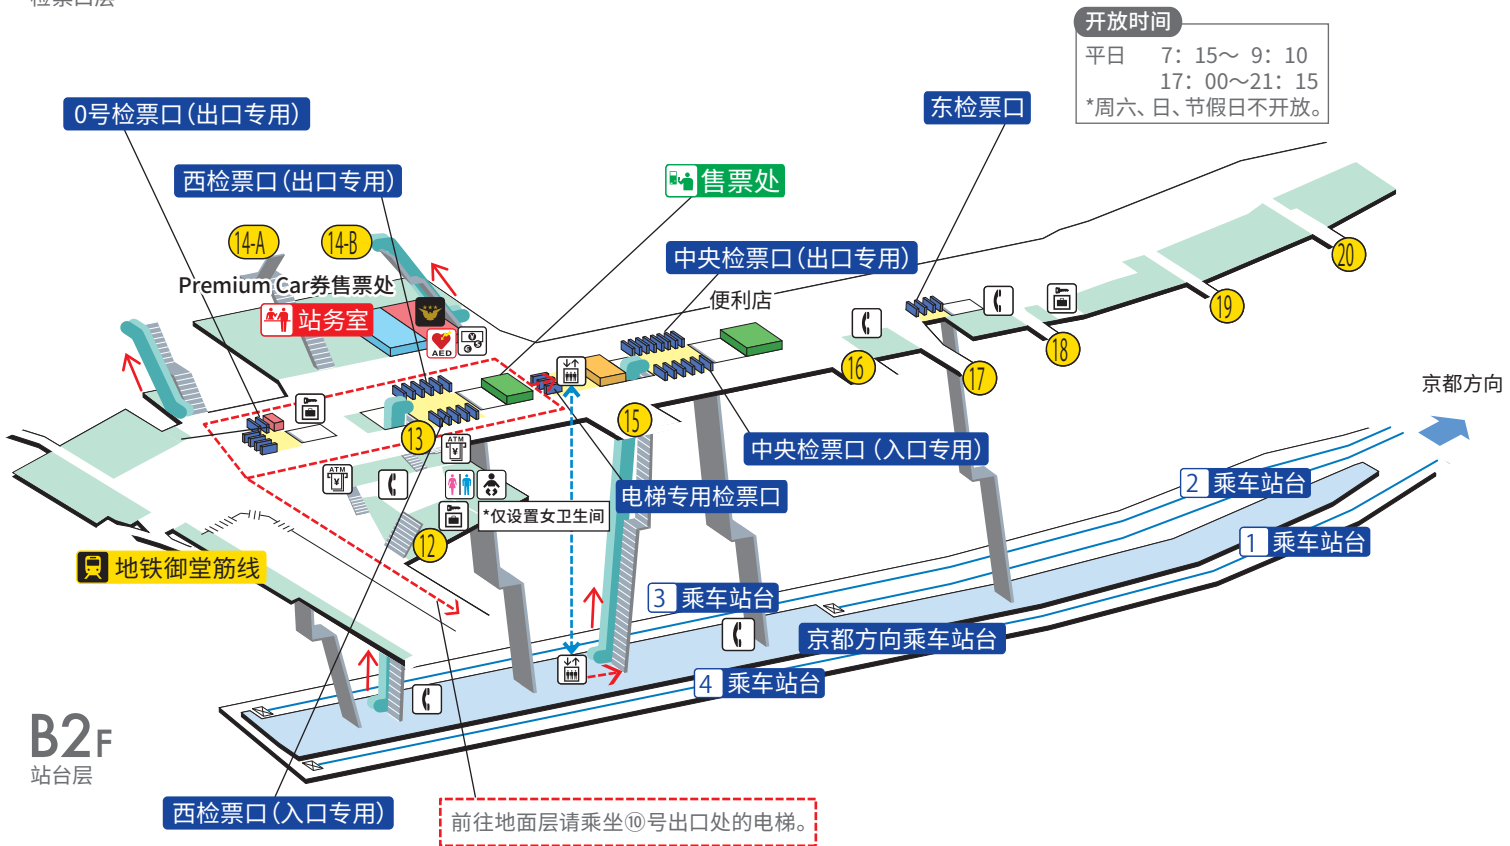 检票口层
开放时间
平日 7：15～ 9：10
17：00～21：15
*周六、日、节假日不开放。
0号检票口（出口专用）
东检票口
西检票口（出口专用）
售票处
14-A
14-B
中央检票口（出口专用）
20
Premium Car券售票处
便利店
19
站务室
AED
18
16
17
京都方向
15
13
ATM
中央检票口（入口专用）
ATM
2 乘车站台
电梯专用检票口
*仅设置女卫生间
12
1 乘车站台
地铁御堂筋线
3 乘车站台
京都方向乘车站台
4 乘车站台
B2F
站台层
西检票口（入口专用）
前往地面层请乘坐⑩号出口处的电梯。